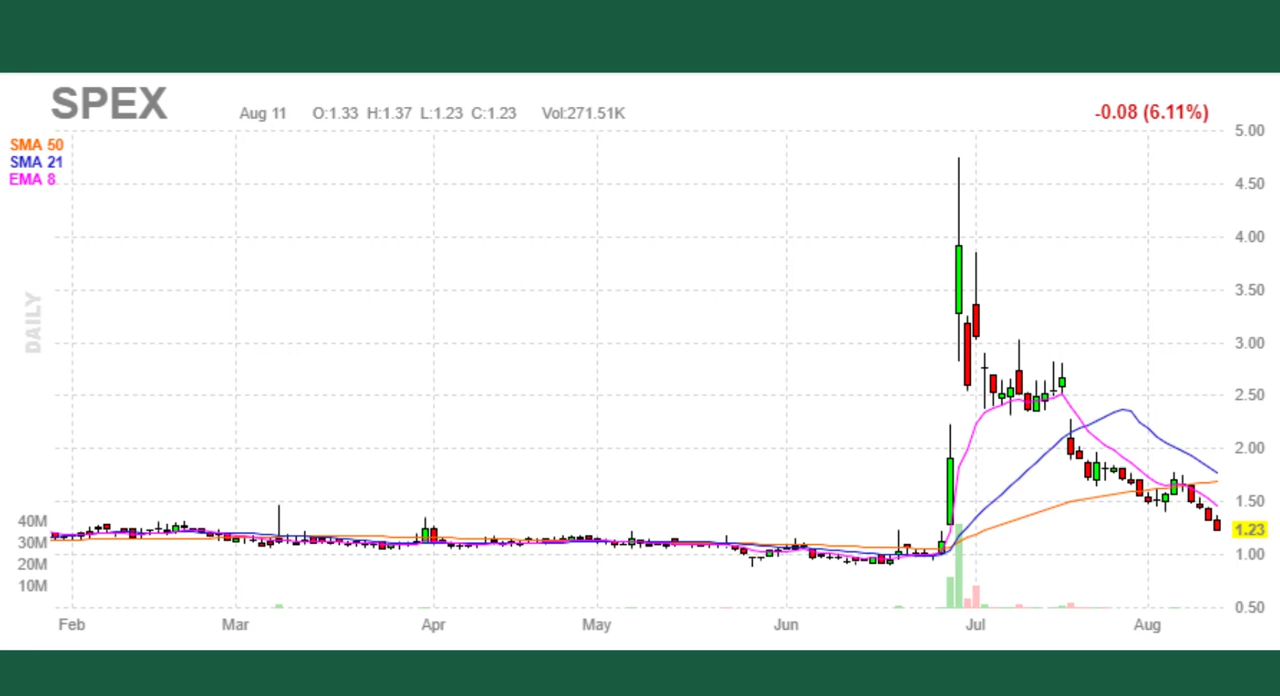 SPEX Aug 11 O:1.33 H:1.37 L:1.23 C:1.23 Vol:271.51K -0.08 (6.11%)
SMA 50
SMA 21
EMA 8
DAILY
5.00
4.50
4.00
3.50
3.00
2.50
2.00
1.50
1.23
1.00
0.50
40M
30M
20M
10M
Feb Mar Apr May Jun Jul Aug